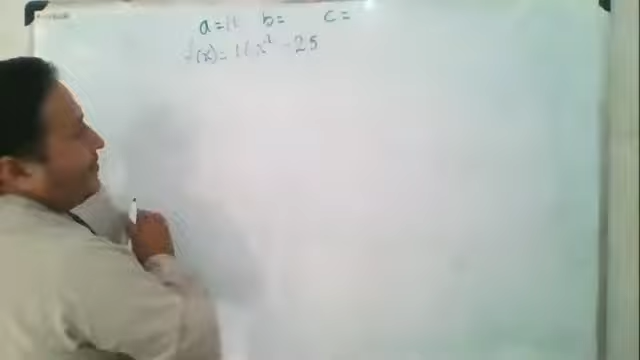 a=11 b= c=
f(x)=11x² -25